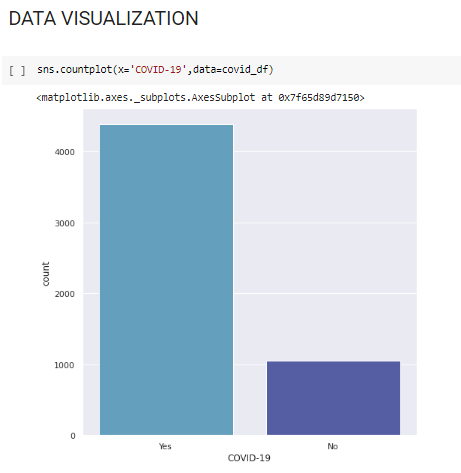 DATA VISUALIZATION
[ ] sns.countplot(x='COVID-19',data=covid_df)
<matplotlib.axes._subplots.AxesSubplot at 0x7f65d89d7150>
4000
3000
2000
1000
0
count
Yes No
COVID-19